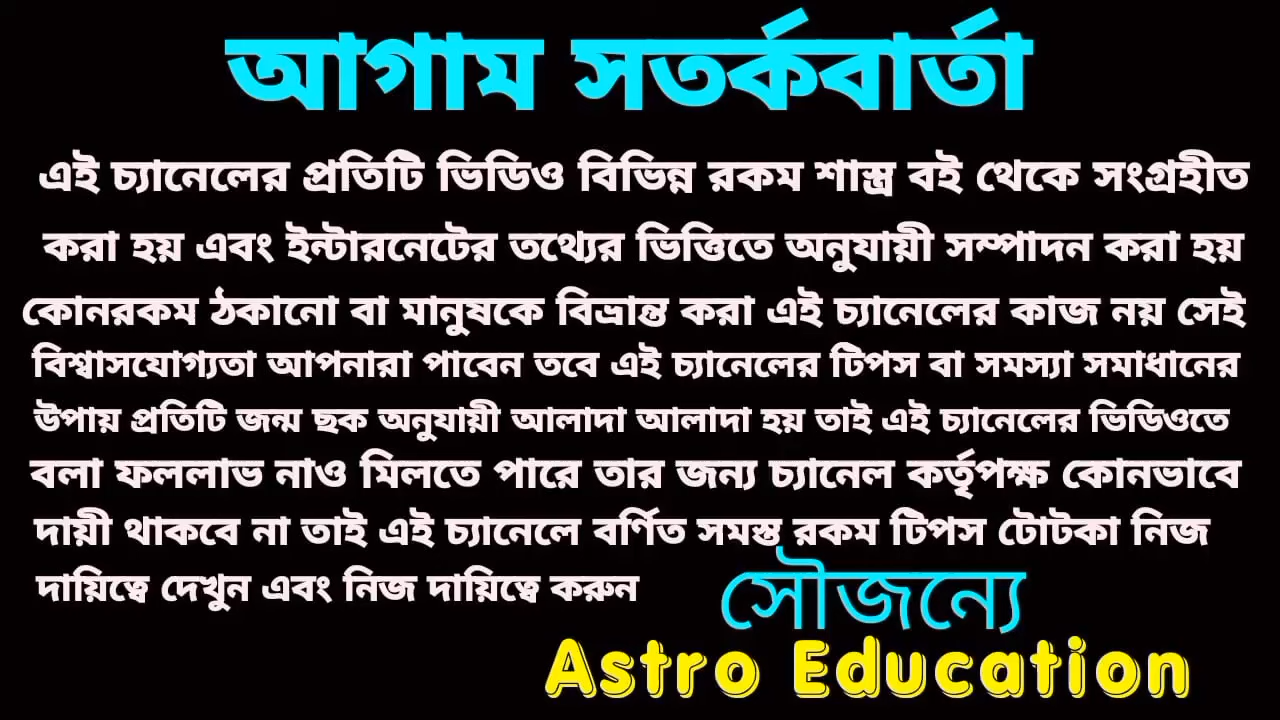 আগাম সতর্কবার্তা
এই চ্যানেলের প্রতিটি ভিডিও বিভিন্ন রকম শাস্ত্র বই থেকে সংগ্রহীত
করা হয় এবং ইন্টারনেটের তথ্যের ভিত্তিতে অনুযায়ী সম্পাদন করা হয়
কোনরকম ঠকানো বা মানুষকে বিভ্রান্ত করা এই চ্যানেলের কাজ নয় সেই
বিশ্বাসযোগ্যতা আপনারা পাবেন তবে এই চ্যানেলের টিপস বা সমস্যা সমাধানের
উপায় প্রতিটি জন্ম ছক অনুযায়ী আলাদা আলাদা হয় তাই এই চ্যানেলের ভিডিওতে
বলা ফললাভ নাও মিলতে পারে তার জন্য চ্যানেল কর্তৃপক্ষ কোনভাবে
দায়ী থাকবে না তাই এই চ্যানেলে বর্ণিত সমস্ত রকম টিপস টোটকা নিজ
দায়িত্বে দেখুন এবং নিজ দায়িত্বে করুন
সৌজন্যে
Astro Education